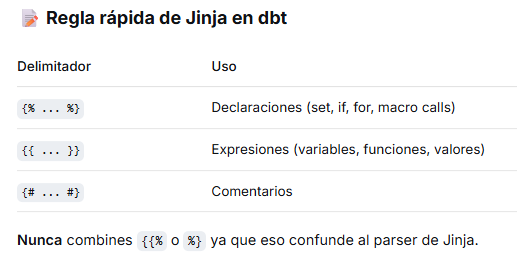 📝 Regla rápida de Jinja en dbt
Delimitador Uso
{% ... %} Declaraciones (set, if, for, macro calls)
{{ ... }} Expresiones (variables, funciones, valores)
{# ... #} Comentarios
Nunca combines {{% o %} ya que eso confunde al parser de Jinja.